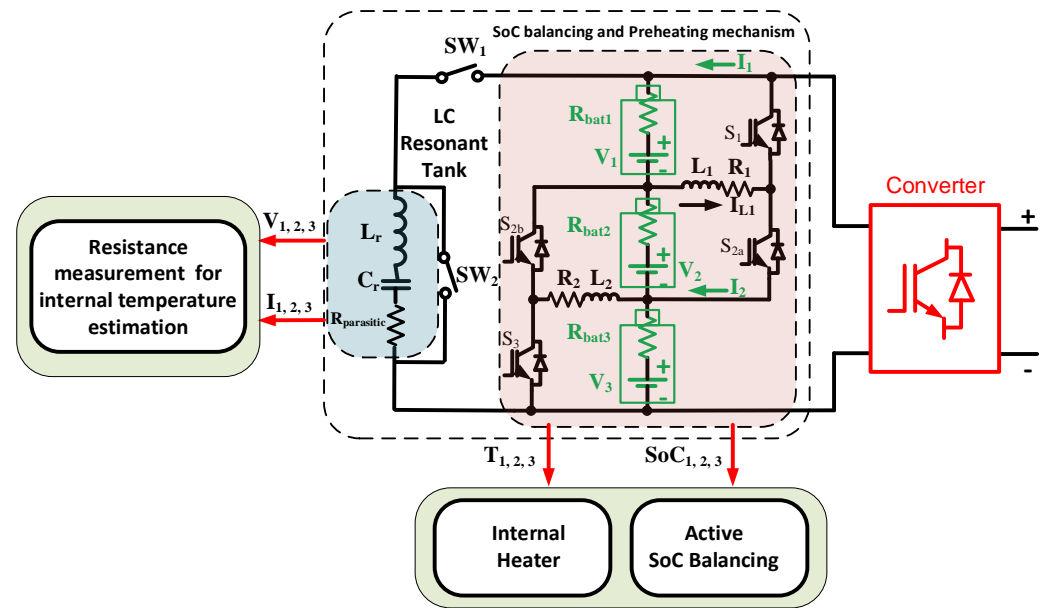 SoC balancing and Preheating mechanism
SW1
I1
LC
Resonant
Tank
Rbat1
V1
+
-
S1
L1 R1
IL1
Converter
+
-
Resistance
measurement for
internal temperature
estimation
V1, 2, 3
I1, 2, 3
Lr
Cr
Rparasitic
SW2
S2b
Rbat2
+
-
V2
S2a
I2
R2 L2
S3
Rbat3
+
-
V3
T1, 2, 3
SoC1, 2, 3
Internal
Heater
Active
SoC Balancing